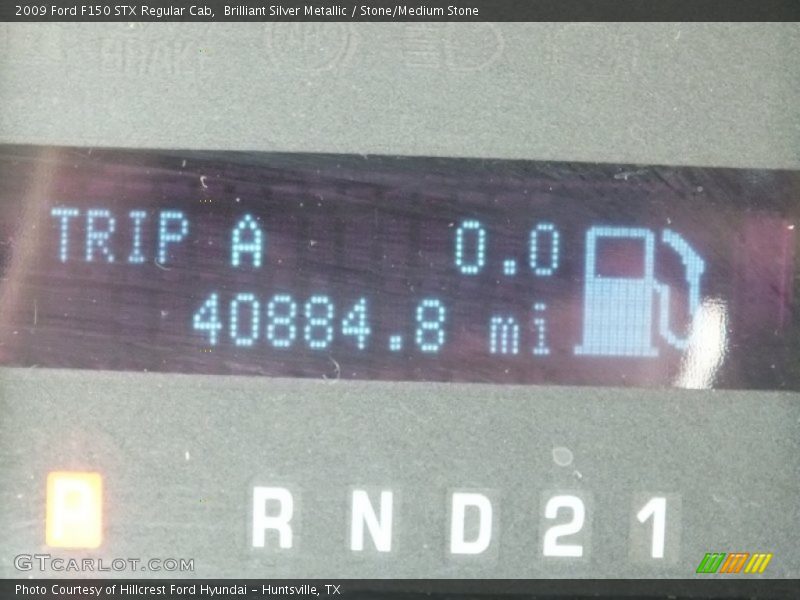 2009 Ford F150 STX Regular Cab,  Brilliant Silver Metallic / Stone/Medium Stone
BRAKE
TRIP A 0.0
40884.8 mi
P R N D 2 1
GTCARLOT.COM
Photo Courtesy of Hillcrest Ford Hyundai - Huntsville, TX